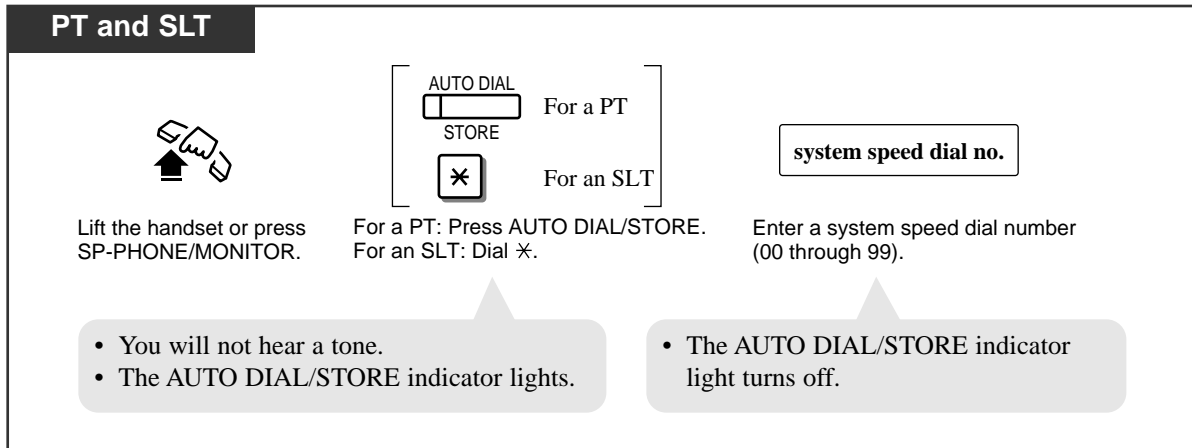 PT and SLT
AUTO DIAL
For a PT
STORE
For an SLT
system speed dial no.
Lift the handset or press
SP-PHONE/MONITOR.
For a PT: Press AUTO DIAL/STORE.
For an SLT: Dial ✳.
Enter a system speed dial number
(00 through 99).
• You will not hear a tone.
• The AUTO DIAL/STORE indicator lights.
• The AUTO DIAL/STORE indicator
light turns off.